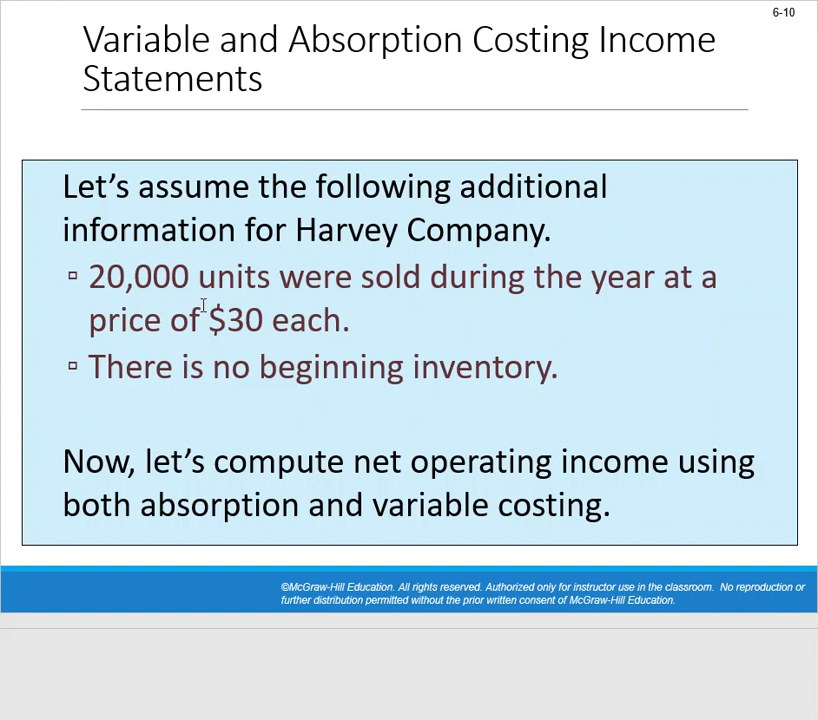 6-10
Variable and Absorption Costing Income
Statements
Let’s assume the following additional
information for Harvey Company.
▫ 20,000 units were sold during the year at a
price of $30 each.
▫ There is no beginning inventory.
Now, let’s compute net operating income using
both absorption and variable costing.
©McGraw-Hill Education. All rights reserved. Authorized only for instructor use in the classroom. No reproduction or
further distribution permitted without the prior written consent of McGraw-Hill Education.